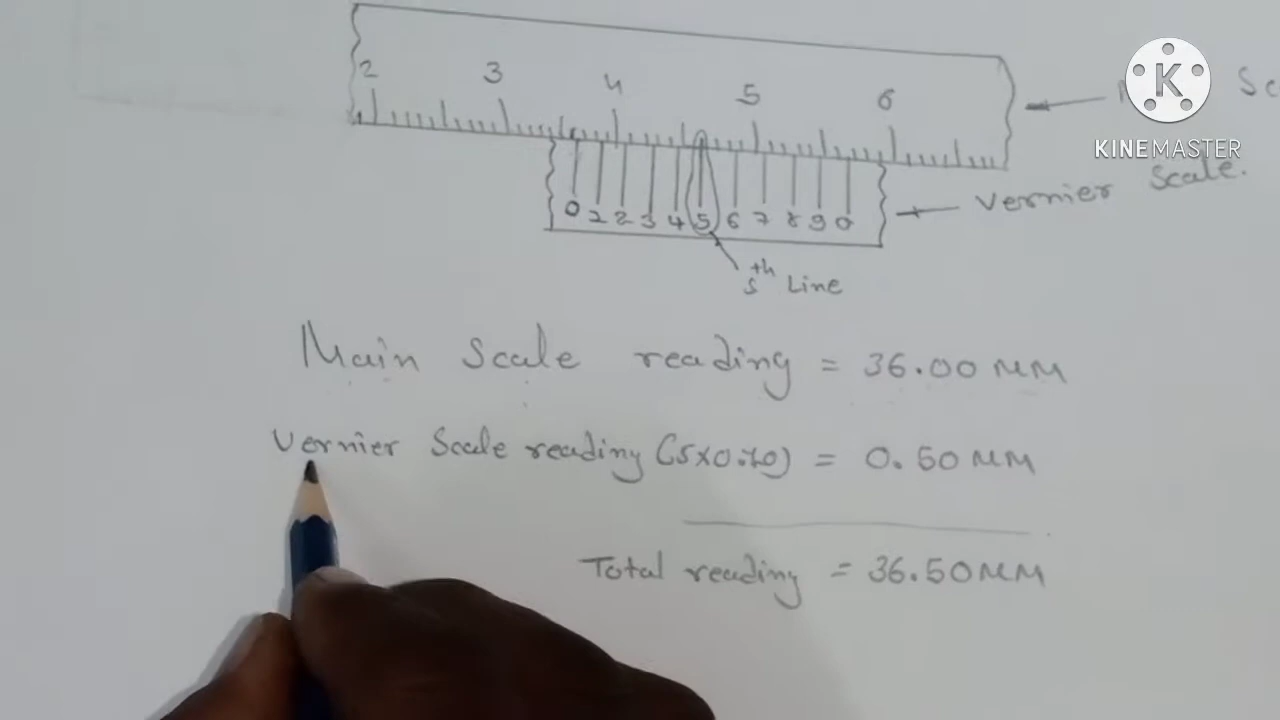 2 3 4 5 6
KINEMASTER
0 1 2 3 4 5 6 7 8 9 0
Vernier Scale.
5th Line
Main Scale reading = 36.00 MM
Vernier Scale reading (5x0.10) = 0.50 MM
Total reading = 36.50 MM